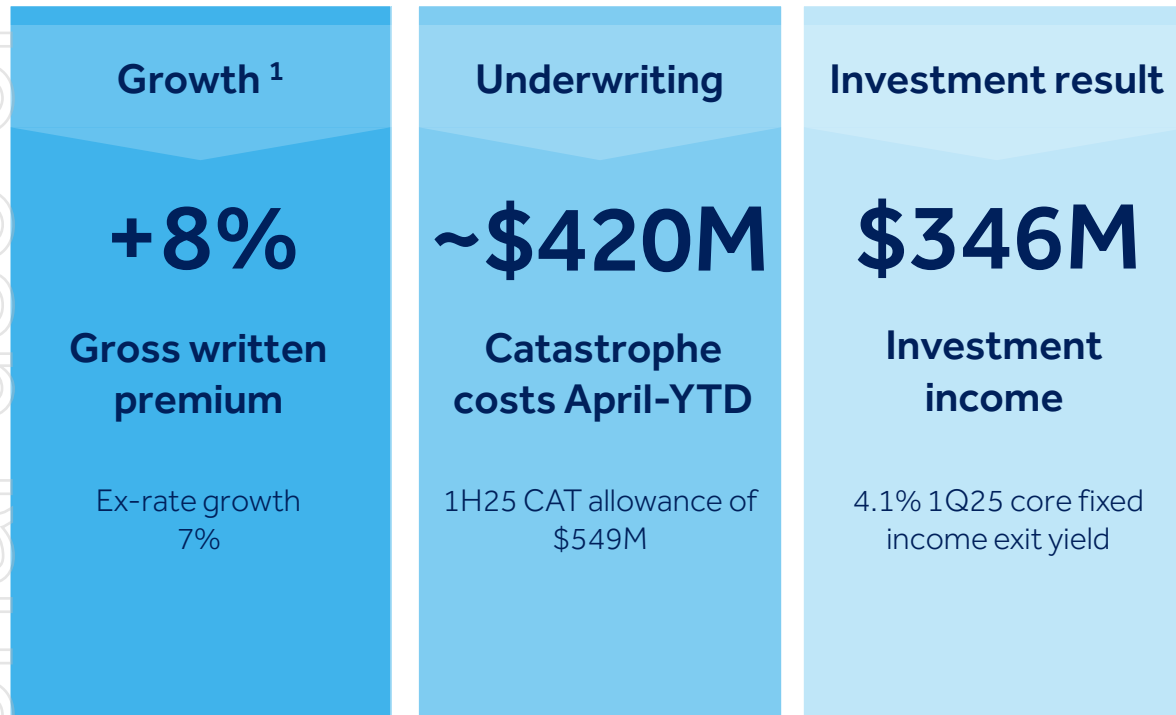 Growth 1
+8%
Gross written
premium
Ex-rate growth
7%
Underwriting
~$420M
Catastrophe
costs April-YTD
1H25 CAT allowance of
$549M
Investment result
$346M
Investment
income
4.1% 1Q25 core fixed
income exit yield